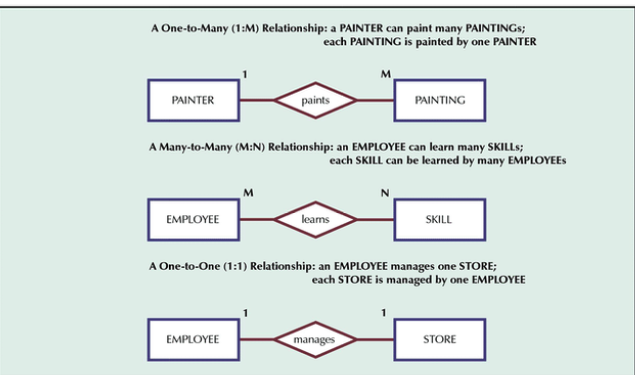 A One-to-Many (1:M) Relationship: a PAINTER can paint many PAINTINGs;
each PAINTING is painted by one PAINTER
1 M
PAINTER paints PAINTING
A Many-to-Many (M:N) Relationship: an EMPLOYEE can learn many SKILLs;
each SKILL can be learned by many EMPLOYEEs
M N
EMPLOYEE learns SKILL
A One-to-One (1:1) Relationship: an EMPLOYEE manages one STORE;
each STORE is managed by one EMPLOYEE
1 1
EMPLOYEE manages STORE